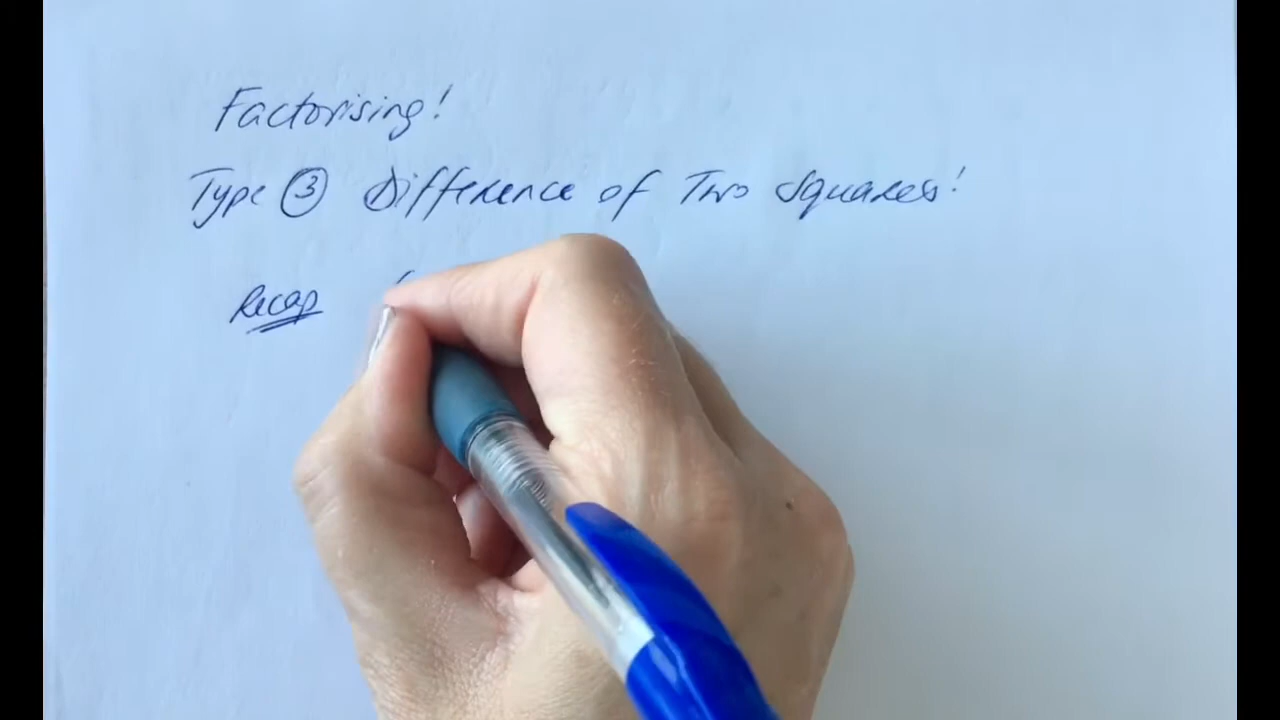 Factorising!
Type ③ Difference of Two Squares!
Recap (